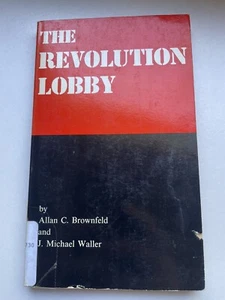 THE
REVOLUTION
LOBBY
by
Allan C. Brownfeld
and
J. Michael Waller